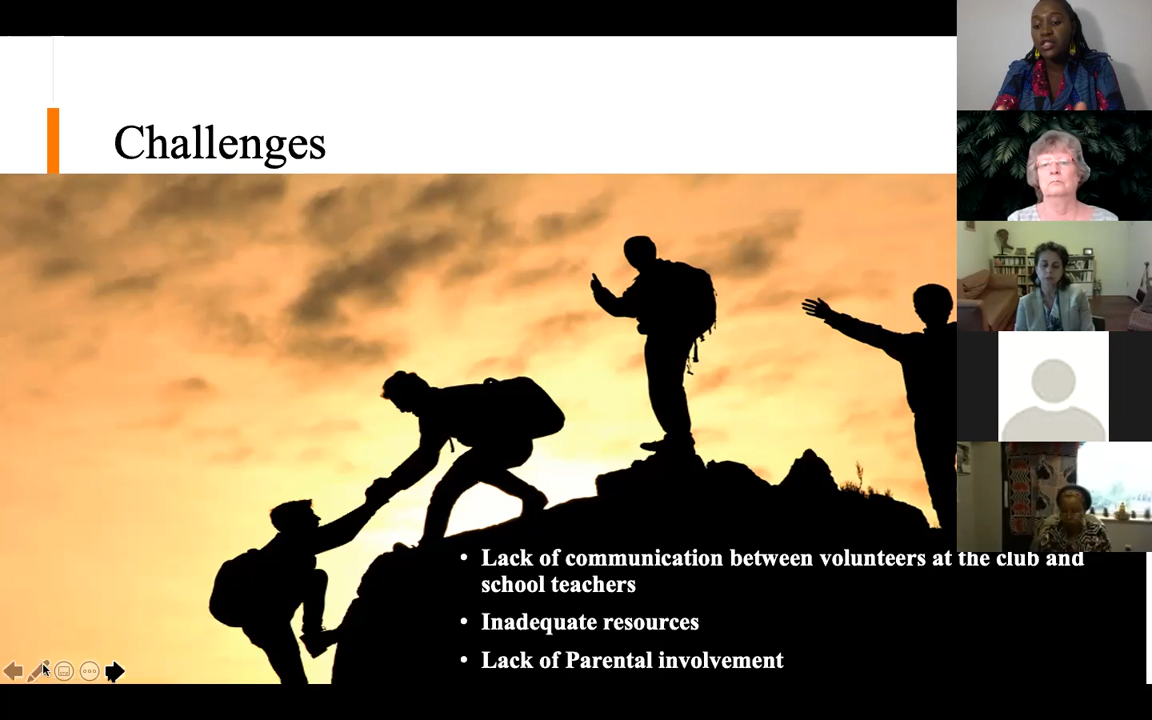 Challenges
• Lack of communication between volunteers at the club and
school teachers
• Inadequate resources
• Lack of Parental involvement